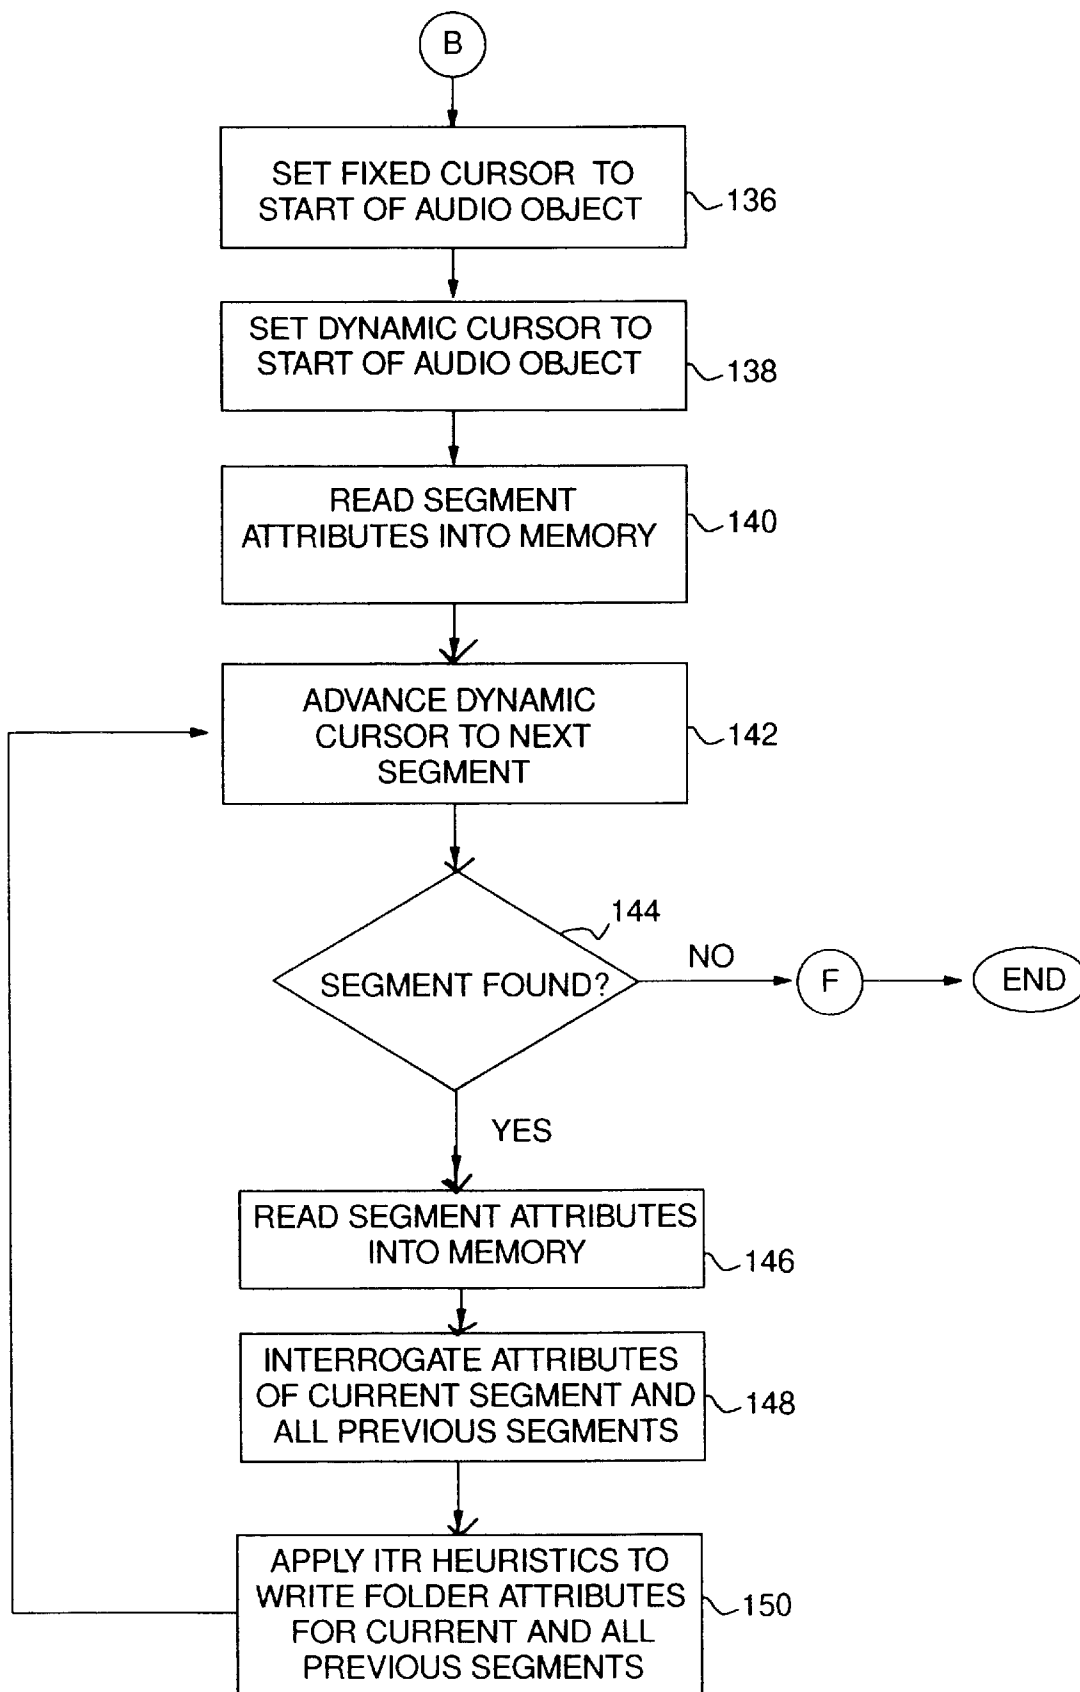 B
SET FIXED CURSOR TO
START OF AUDIO OBJECT
136
SET DYNAMIC CURSOR TO
START OF AUDIO OBJECT
138
READ SEGMENT
ATTRIBUTES INTO MEMORY
140
ADVANCE DYNAMIC
CURSOR TO NEXT
SEGMENT
142
144
SEGMENT FOUND?
NO
F
END
YES
READ SEGMENT ATTRIBUTES
INTO MEMORY
146
INTERROGATE ATTRIBUTES
OF CURRENT SEGMENT AND
ALL PREVIOUS SEGMENTS
148
APPLY ITR HEURISTICS TO
WRITE FOLDER ATTRIBUTES
FOR CURRENT AND ALL
PREVIOUS SEGMENTS
150